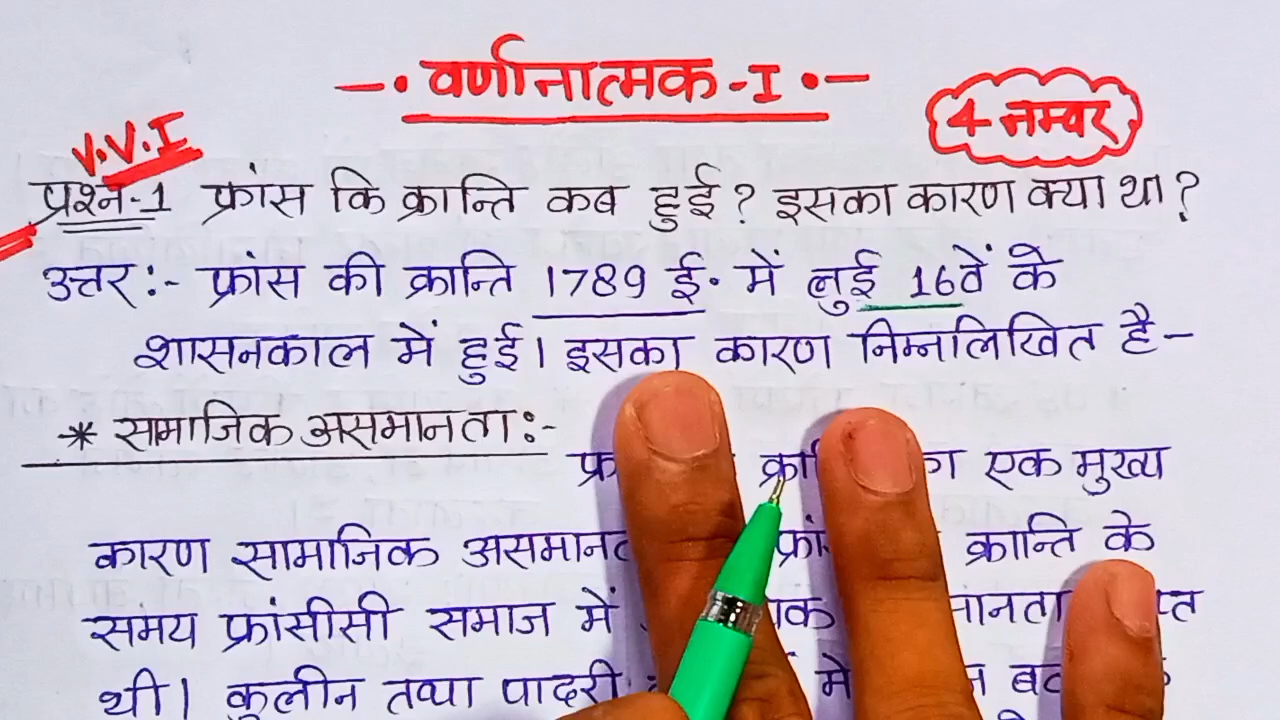 वर्णनात्मक-I
4 नम्बर
V.V.I
प्रश्न-1 फ्रांस कि क्रान्ति कब हुई? इसका कारण क्या था?
उत्तर:- फ्रांस की क्रान्ति 1789 ई. में लुई 16वें के
शासनकाल में हुई। इसका कारण निम्नलिखित है-
* सामाजिक असमानता:-
एक मुख्य
कारण सामाजिक क्रान्ति के
समय फ्रांसीसी समाज में
थी। कुलीन तथा पादरी